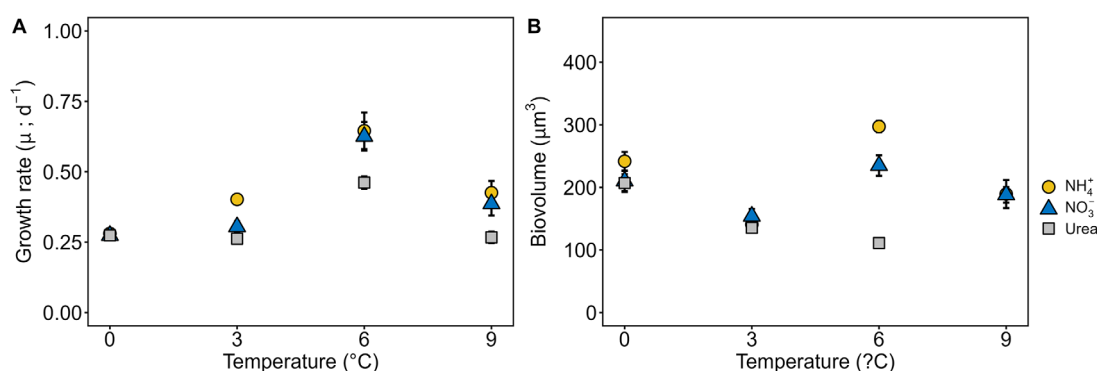 A
Growth rate (μ ; d⁻¹)
1.00
0.75
0.50
0.25
0.00
0 3 6 9
Temperature (°C)
B
Biovolume (μm³)
400
300
200
100
0
0 3 6 9
Temperature (?C)
NH₄⁺
NO₃⁻
Urea